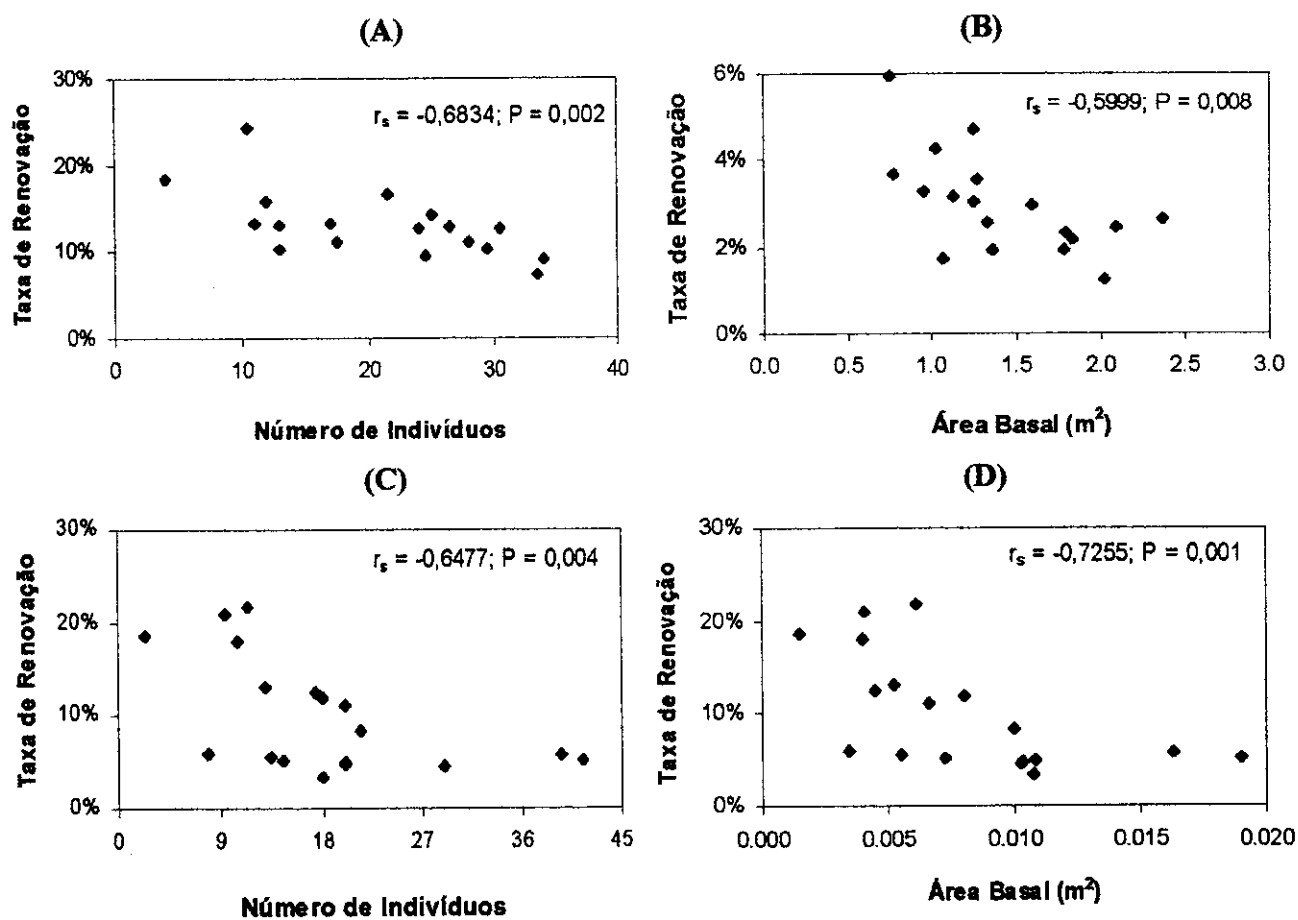 (A)
Taxa de Renovação
30%
20%
10%
0%
r_s = -0,6834; P = 0,002
0 10 20 30 40
Número de Indivíduos
(B)
Taxa de Renovação
6%
4%
2%
0%
r_s = -0,5999; P = 0,008
0.0 0.5 1.0 1.5 2.0 2.5 3.0
Área Basal (m²)
(C)
Taxa de Renovação
30%
20%
10%
0%
r_s = -0,6477; P = 0,004
0 9 18 27 36 45
Número de Indivíduos
(D)
Taxa de Renovação
30%
20%
10%
0%
r_s = -0,7255; P = 0,001
0.000 0.005 0.010 0.015 0.020
Área Basal (m²)